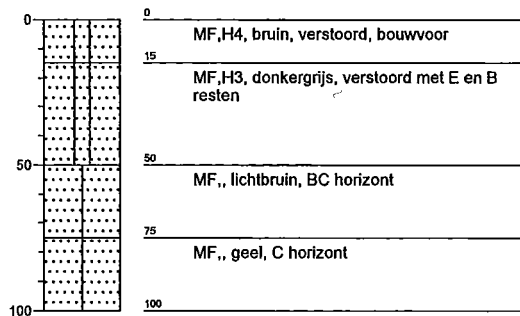 0
0
MF,H4, bruin, verstoord, bouwvoor
15
MF,H3, donkergrijs, verstoord met E en B
resten
50
50
MF,, lichtbruin, BC horizont
75
MF,, geel, C horizont
100
100